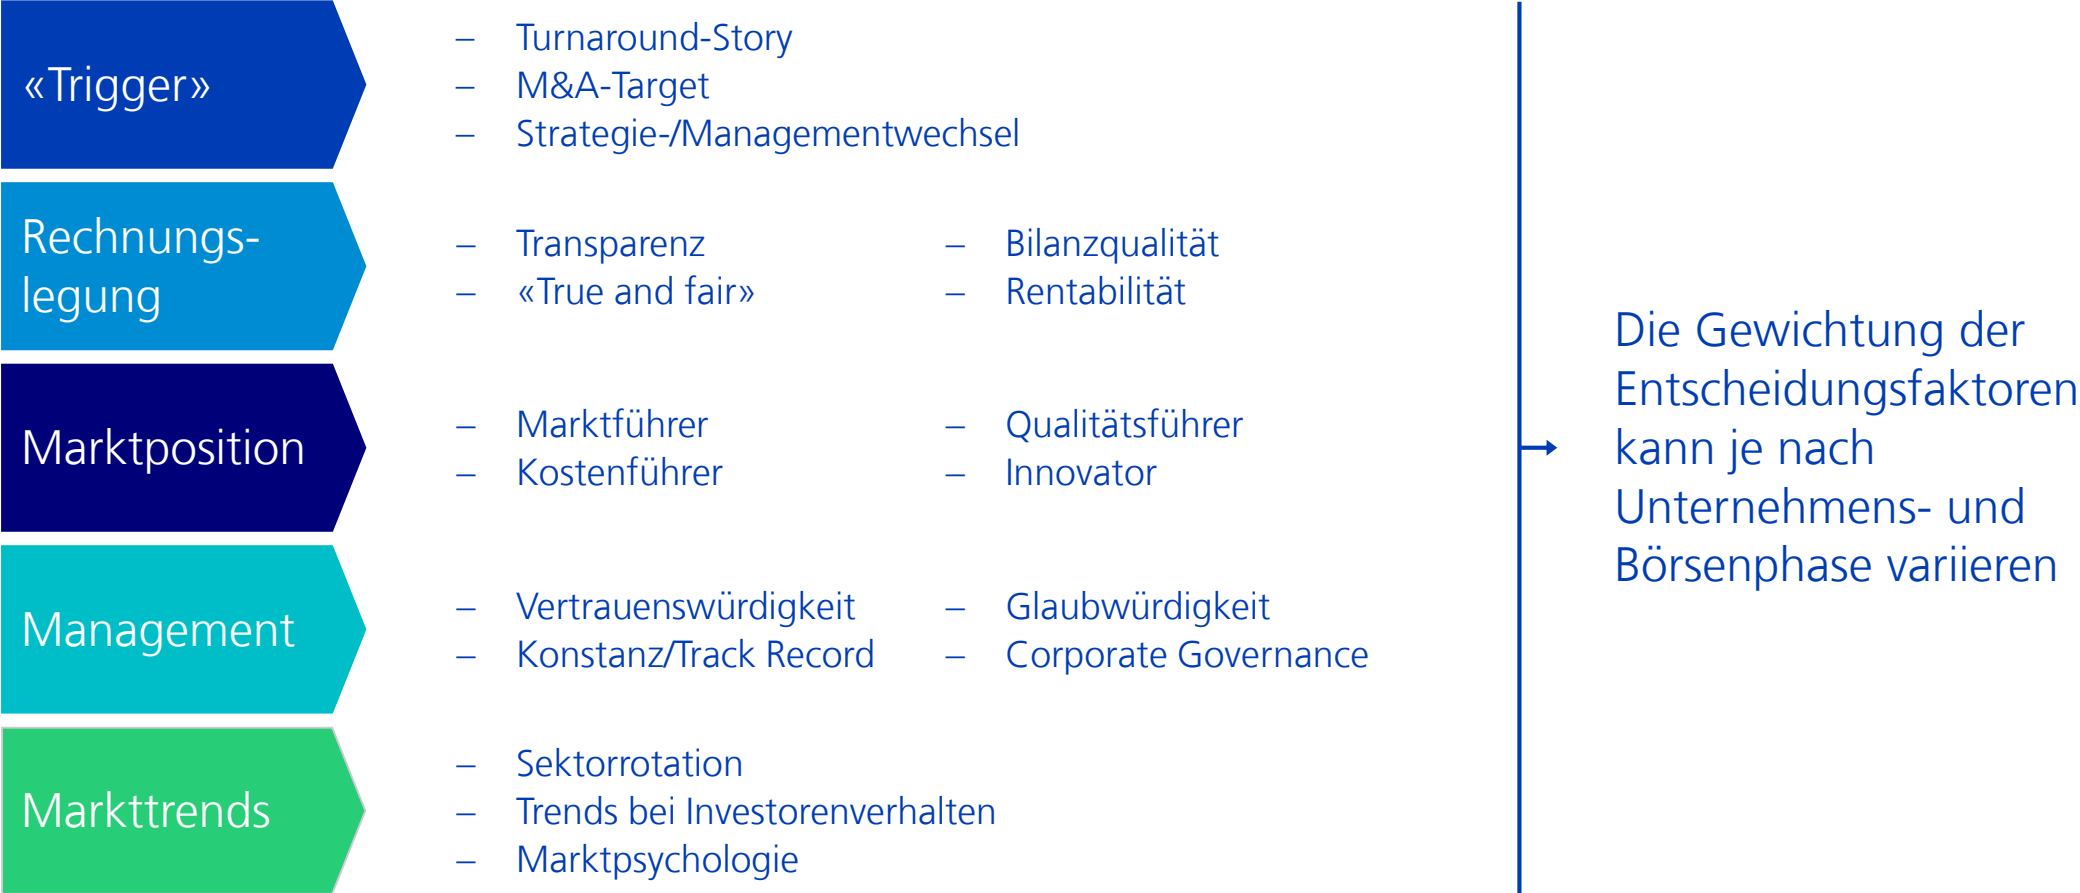 «Trigger»
– Turnaround-Story
– M&A-Target
– Strategie-/Managementwechsel
Rechnungs-
legung
– Transparenz
– «True and fair»
– Bilanzqualität
– Rentabilität
Marktposition
– Marktführer
– Kostenführer
– Qualitätsführer
– Innovator
Management
– Vertrauenswürdigkeit
– Konstanz/Track Record
– Glaubwürdigkeit
– Corporate Governance
Markttrends
– Sektorrotation
– Trends bei Investorenverhalten
– Marktpsychologie
Die Gewichtung der
Entscheidungsfaktoren
kann je nach
Unternehmens- und
Börsenphase variieren